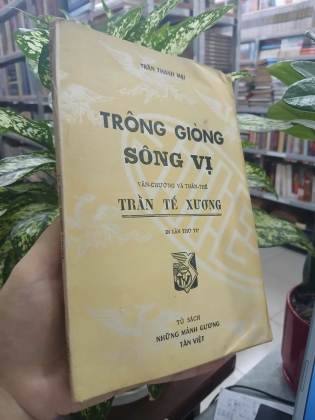 TRẦN THANH MẠI
TRÔNG GIÒNG
SÔNG VỊ
VĂN-CHƯƠNG VÀ THÂN-THẾ
TRẦN TẾ XƯƠNG
IN LẦN THỨ TƯ
TỦ SÁCH
NHỮNG MẢNH GƯƠNG
TÂN VIỆT